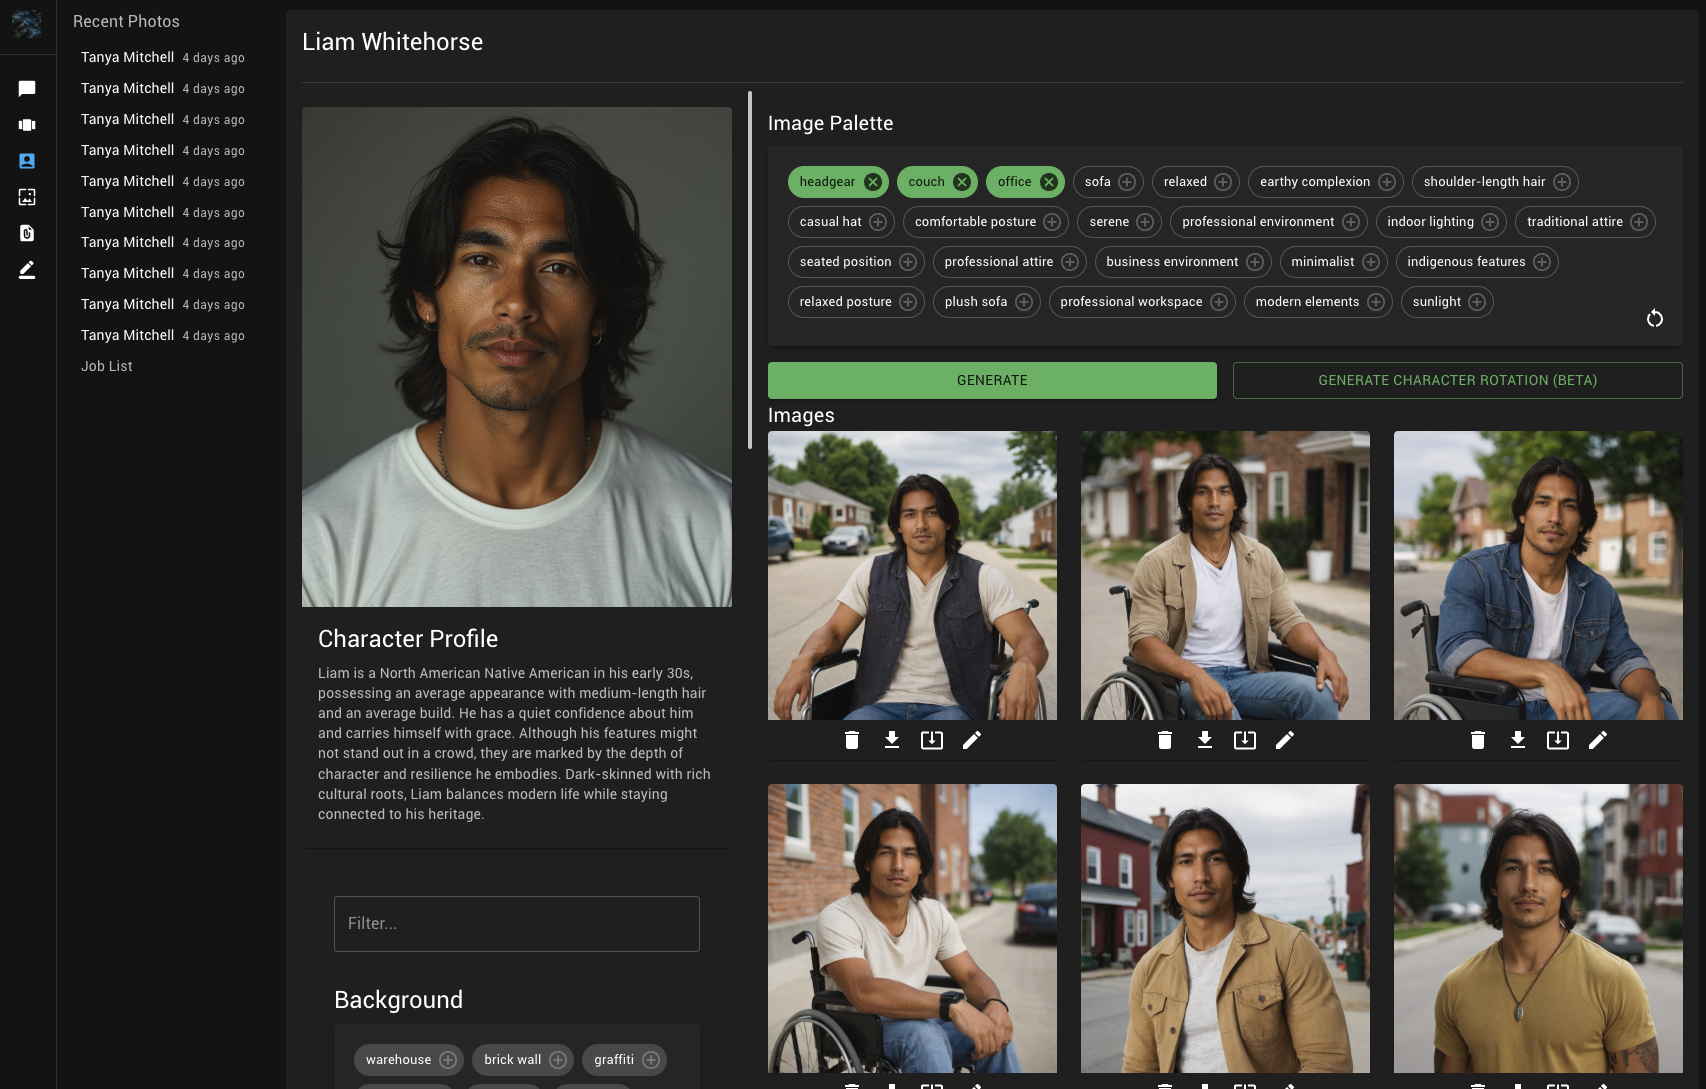 Recent Photos
Tanya Mitchell 4 days ago
Tanya Mitchell 4 days ago
Tanya Mitchell 4 days ago
Tanya Mitchell 4 days ago
Tanya Mitchell 4 days ago
Tanya Mitchell 4 days ago
Tanya Mitchell 4 days ago
Tanya Mitchell 4 days ago
Tanya Mitchell 4 days ago
Tanya Mitchell 4 days ago
Job List
Liam Whitehorse
Character Profile
Liam is a North American Native American in his early 30s,
possessing an average appearance with medium-length hair
and an average build. He has a quiet confidence about him
and carries himself with grace. Although his features might
not stand out in a crowd, they are marked by the depth of
character and resilience he embodies. Dark-skinned with rich
cultural roots, Liam balances modern life while staying
connected to his heritage.
Filter...
Background
warehouse brick wall graffiti
Image Palette
headgear couch office sofa relaxed earthy complexion shoulder-length hair
casual hat comfortable posture serene professional environment indoor lighting traditional attire
seated position professional attire business environment minimalist indigenous features
relaxed posture plush sofa professional workspace modern elements sunlight
GENERATE GENERATE CHARACTER ROTATION (BETA)
Images